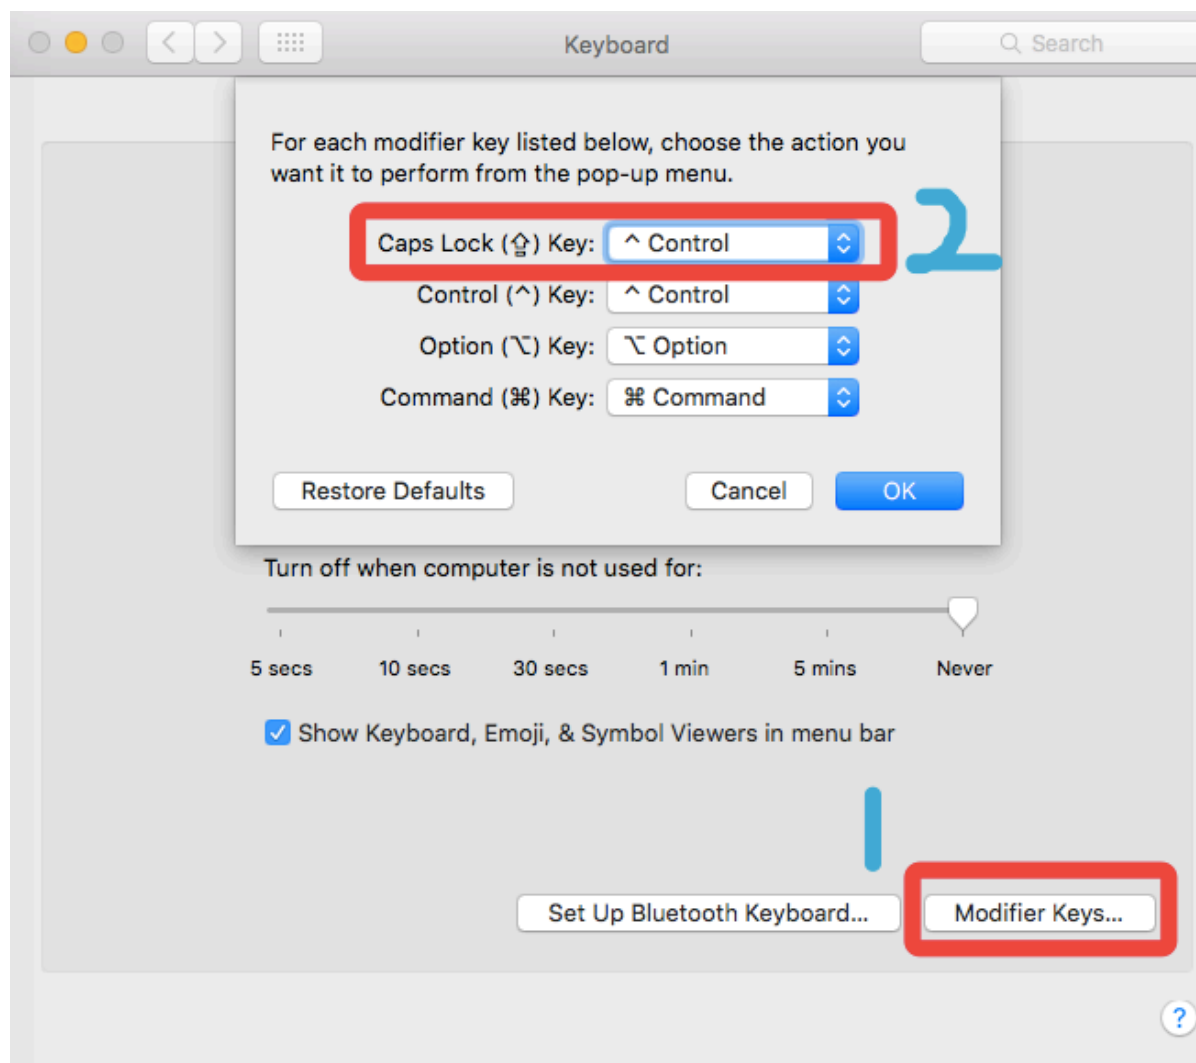 Keyboard
Search
For each modifier key listed below, choose the action you
want it to perform from the pop-up menu.
Caps Lock (⇪) Key: ^ Control
2
Control (^) Key: ^ Control
Option (⌥) Key: ⌥ Option
Command (⌘) Key: ⌘ Command
Restore Defaults Cancel OK
Turn off when computer is not used for:
5 secs 10 secs 30 secs 1 min 5 mins Never
Show Keyboard, Emoji, & Symbol Viewers in menu bar
1
Set Up Bluetooth Keyboard... Modifier Keys...
?